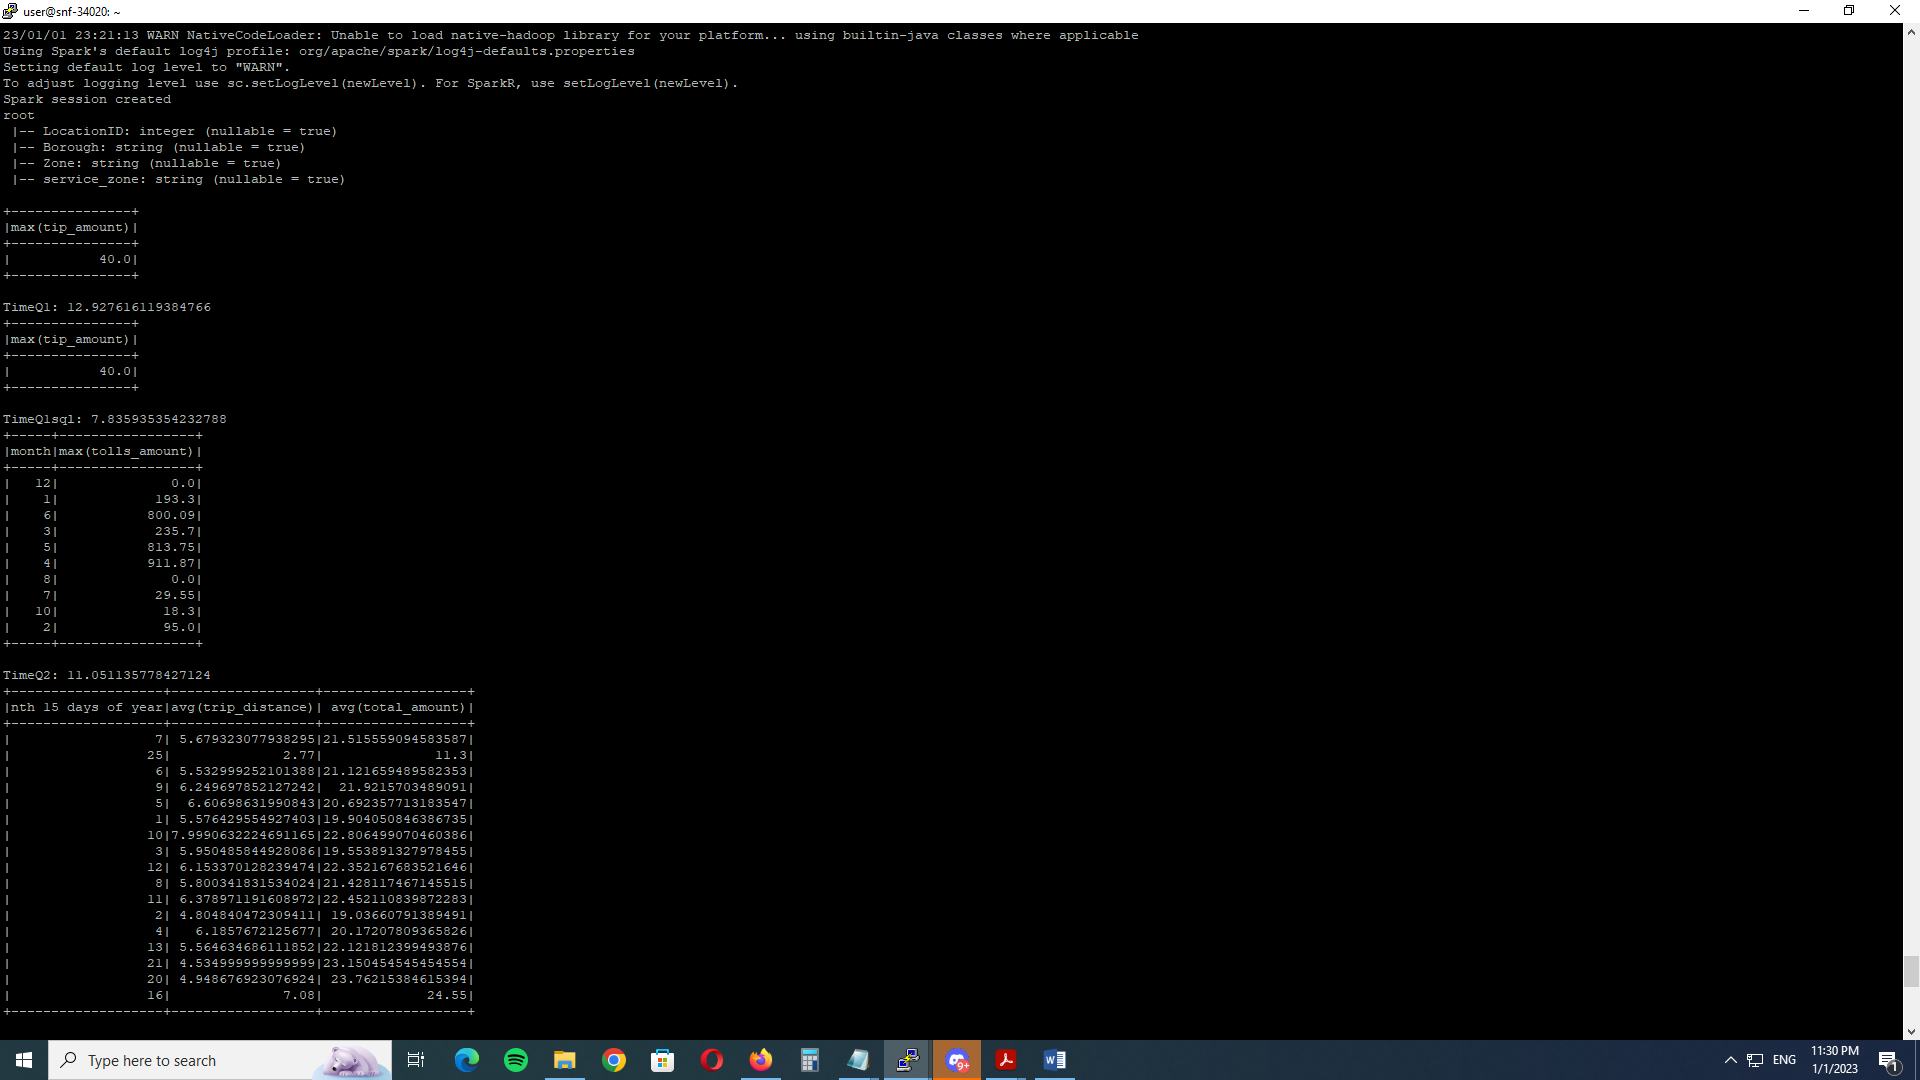 user@snf-34020: ~
23/01/01 23:21:13 WARN NativeCodeLoader: Unable to load native-hadoop library for your platform... using builtin-java classes where applicable
Using Spark's default log4j profile: org/apache/spark/log4j-defaults.properties
Setting default log level to "WARN".
To adjust logging level use sc.setLogLevel(newLevel). For SparkR, use setLogLevel(newLevel).
Spark session created
root
 |-- LocationID: integer (nullable = true)
 |-- Borough: string (nullable = true)
 |-- Zone: string (nullable = true)
 |-- service_zone: string (nullable = true)
+---------------+
|max(tip_amount)|
+---------------+
|           40.0|
+---------------+
TimeQ1: 12.927616119384766
+---------------+
|max(tip_amount)|
+---------------+
|           40.0|
+---------------+
TimeQ1sql: 7.835935354232788
+-----+-----------------+
|month|max(tolls_amount)|
+-----+-----------------+
|   12|              0.0|
|    1|            193.3|
|    6|           800.09|
|    3|            235.7|
|    5|           813.75|
|    4|           911.87|
|    8|              0.0|
|    7|            29.55|
|   10|             18.3|
|    2|             95.0|
+-----+-----------------+
TimeQ2: 11.051135778427124
+-------------------+------------------+------------------+
|nth 15 days of year|avg(trip_distance)| avg(total_amount)|
+-------------------+------------------+------------------+
|                  7| 5.679323077938295|21.515559094583587|
|                 25|              2.77|              11.3|
|                  6| 5.532999252101388|21.121659489582353|
|                  9| 6.249697852127242|  21.9215703489091|
|                  5|  6.60698631990843|20.692357713183547|
|                  1| 5.576429554927403|19.904050846386735|
|                 10|7.9990632224691165|22.806499070460386|
|                  3| 5.950485844928086|19.553891327978455|
|                 12| 6.153370128239474|22.352167683521646|
|                  8| 5.800341831534024|21.428117467145515|
|                 11| 6.378971191608972|22.452110839872283|
|                  2| 4.804840472309411| 19.03660791389491|
|                  4|   6.1857672125677| 20.17207809365826|
|                 13| 5.564634686111852|22.121812399493876|
|                 21| 4.534999999999999|23.150454545454554|
|                 20| 4.948676923076924| 23.76215384615394|
|                 16|              7.08|             24.55|
+-------------------+------------------+------------------+
Type here to search
9+
ENG
11:30 PM
1/1/2023
1